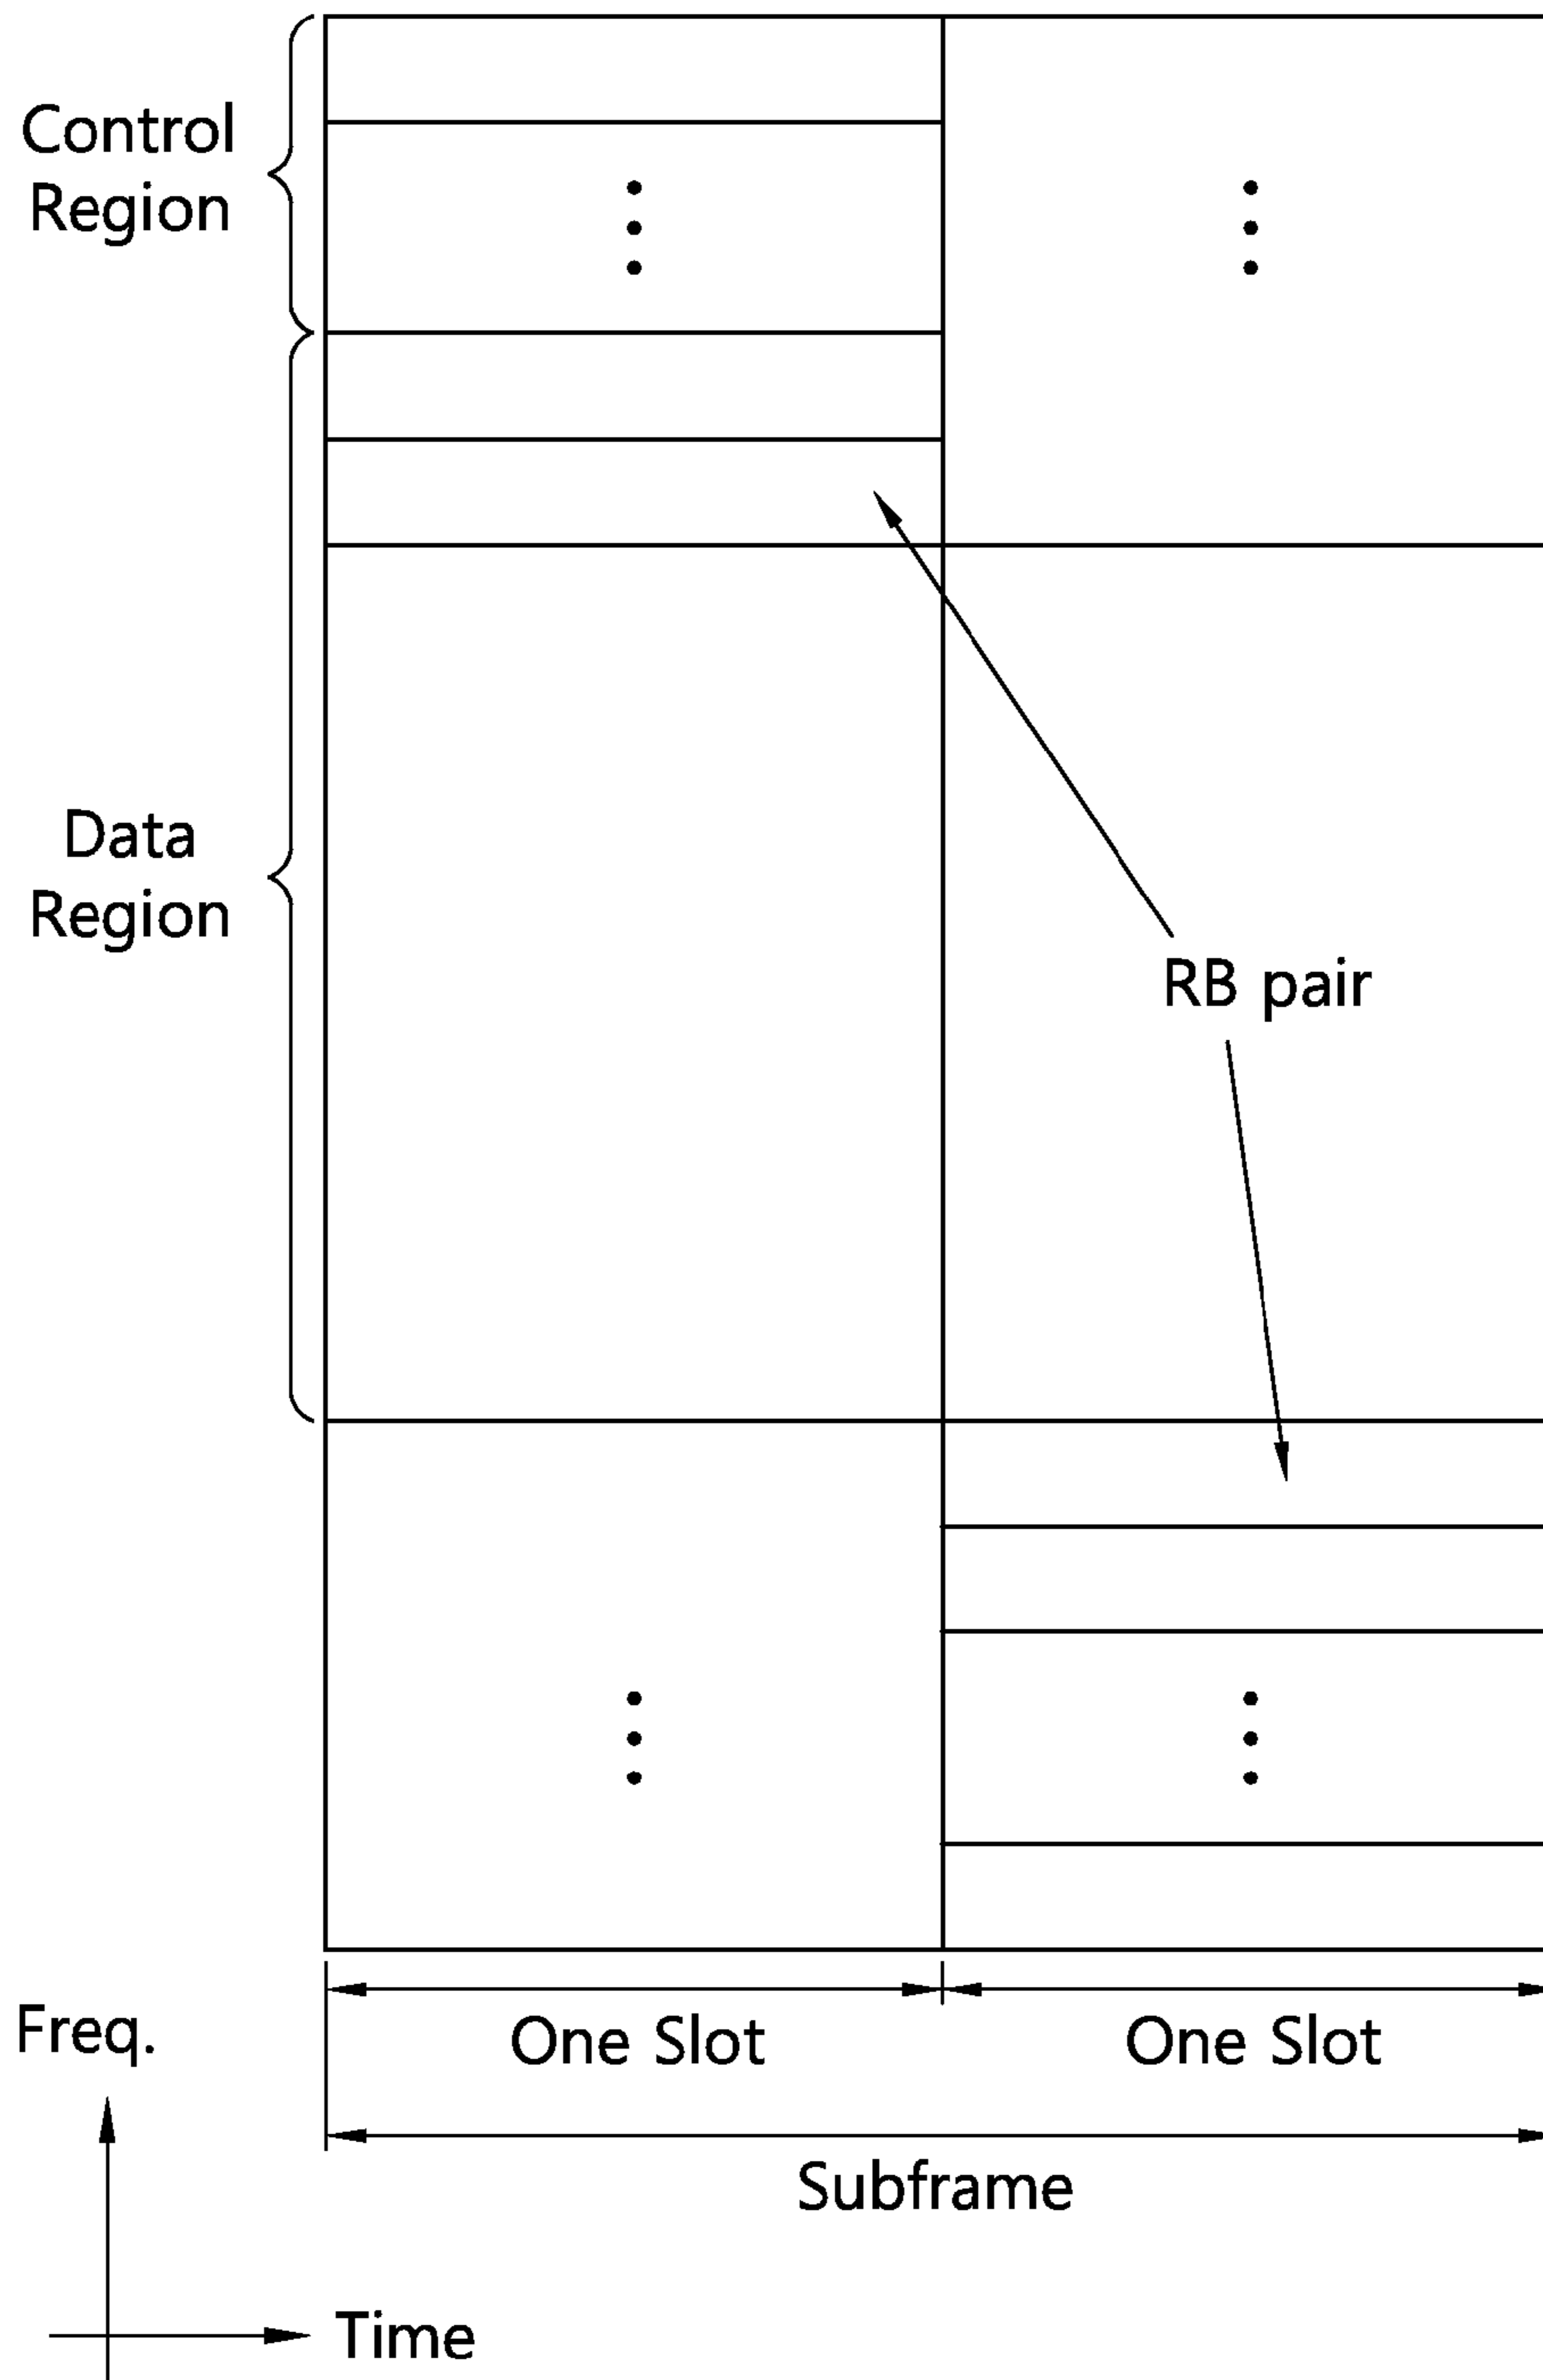 Control
Region
Data
Region
RB pair
One Slot
One Slot
Subframe
Freq.
Time